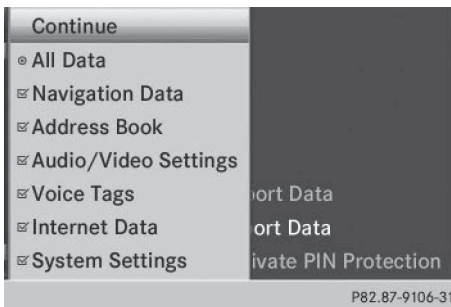 Continue
All Data
Navigation Data
Address Book
Audio/Video Settings
Voice Tags
ort Data
Internet Data
ort Data
System Settings
ivate PIN Protection
P82.87-9106-31